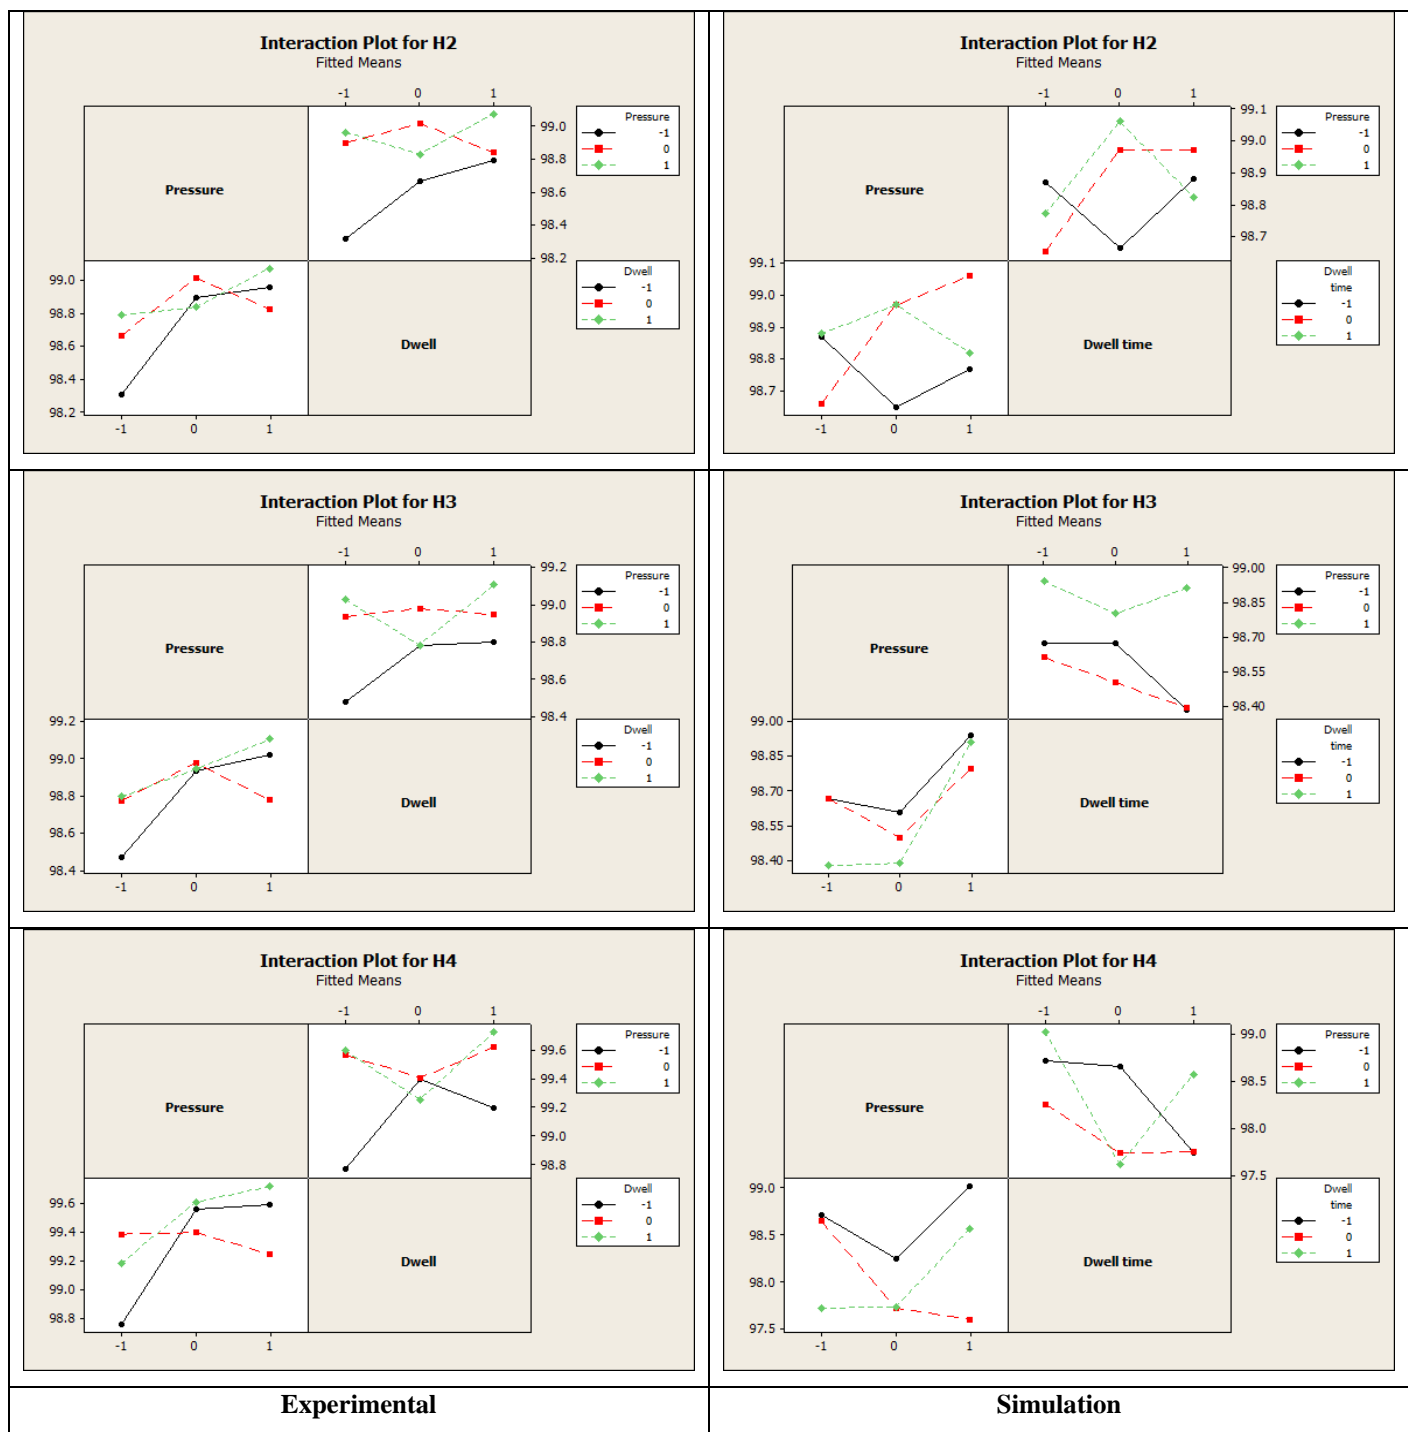 Interaction Plot for H2
Fitted Means
-1 0 1
Pressure
99.0
98.8
98.6
98.4
98.2
Pressure
-1
0
1
99.0
98.8
98.6
98.4
98.2
Dwell
Dwell
-1
0
1
-1 0 1
Interaction Plot for H2
Fitted Means
-1 0 1
Pressure
99.1
99.0
98.9
98.8
98.7
Pressure
-1
0
1
99.1
99.0
98.9
98.8
98.7
Dwell time
Dwell
time
-1
0
1
-1 0 1
Interaction Plot for H3
Fitted Means
-1 0 1
Pressure
99.2
99.0
98.8
98.6
98.4
Pressure
-1
0
1
99.2
99.0
98.8
98.6
98.4
Dwell
Dwell
-1
0
1
-1 0 1
Interaction Plot for H3
Fitted Means
-1 0 1
Pressure
99.00
98.85
98.70
98.55
98.40
Pressure
-1
0
1
99.00
98.85
98.70
98.55
98.40
Dwell time
Dwell
time
-1
0
1
-1 0 1
Interaction Plot for H4
Fitted Means
-1 0 1
Pressure
99.6
99.4
99.2
99.0
98.8
Pressure
-1
0
1
99.6
99.4
99.2
99.0
98.8
Dwell
Dwell
-1
0
1
-1 0 1
Interaction Plot for H4
Fitted Means
-1 0 1
Pressure
99.0
98.5
98.0
97.5
Pressure
-1
0
1
99.0
98.5
98.0
97.5
Dwell time
Dwell
time
-1
0
1
-1 0 1
Experimental
Simulation